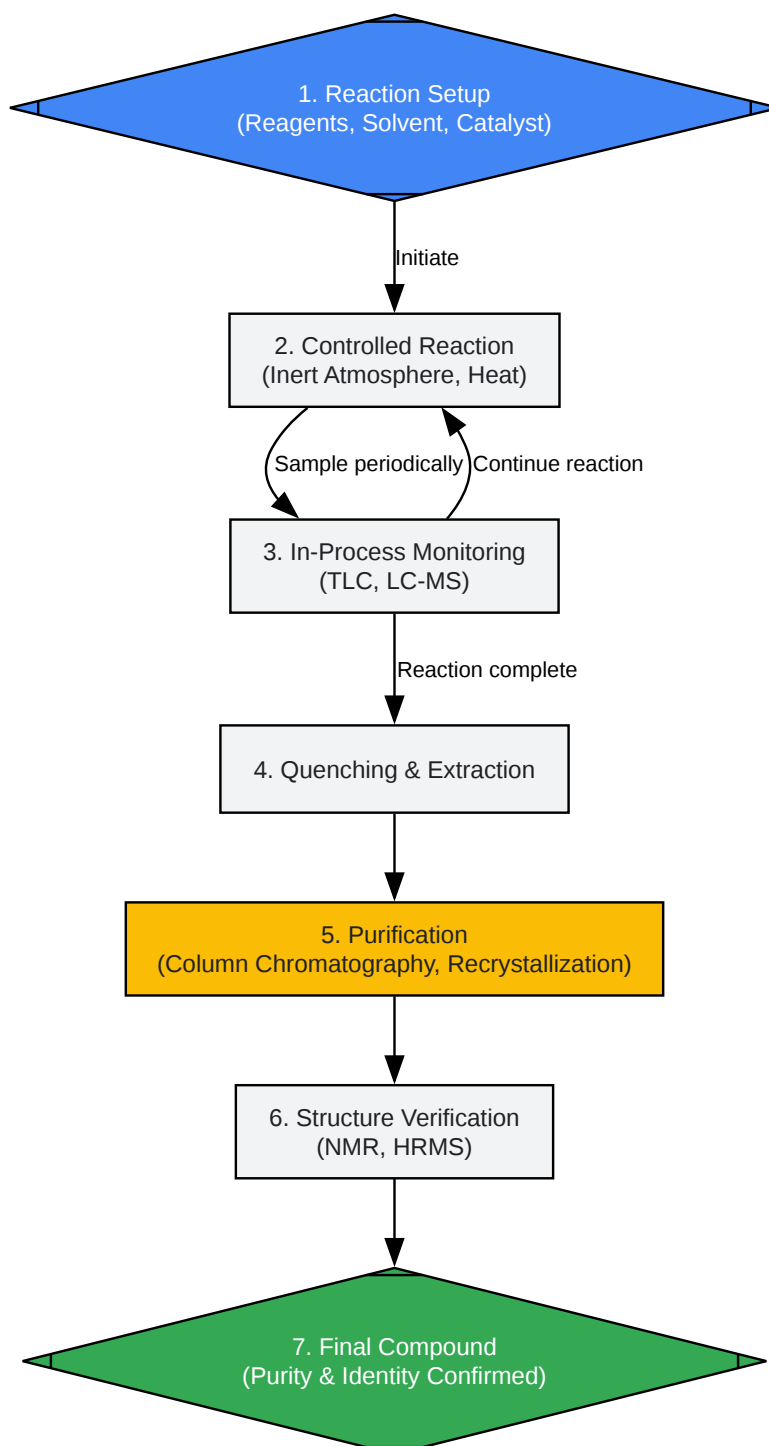 1. Reaction Setup
(Reagents, Solvent, Catalyst)
Initiate
2. Controlled Reaction
(Inert Atmosphere, Heat)
Sample periodically
Continue reaction
3. In-Process Monitoring
(TLC, LC-MS)
Reaction complete
4. Quenching & Extraction
5. Purification
(Column Chromatography, Recrystallization)
6. Structure Verification
(NMR, HRMS)
7. Final Compound
(Purity & Identity Confirmed)